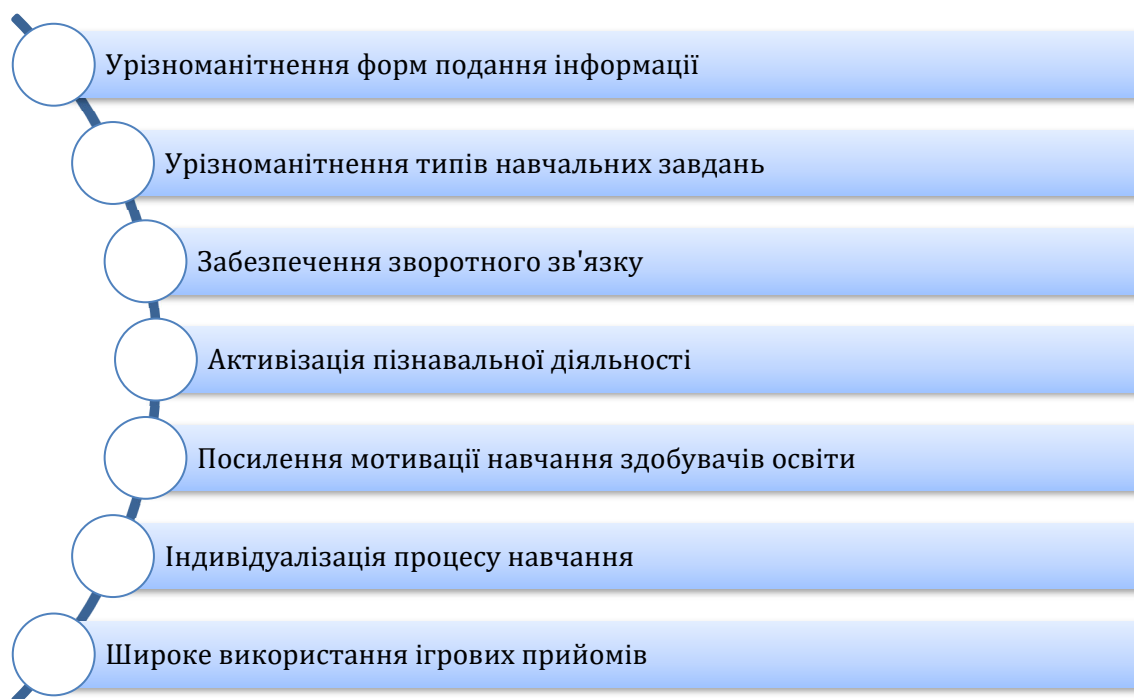 Урізноманітнення форм подання інформації
Урізноманітнення типів навчальних завдань
Забезпечення зворотного зв'язку
Активізація пізнавальної діяльності
Посилення мотивації навчання здобувачів освіти
Індивідуалізація процесу навчання
Широке використання ігрових прийомів